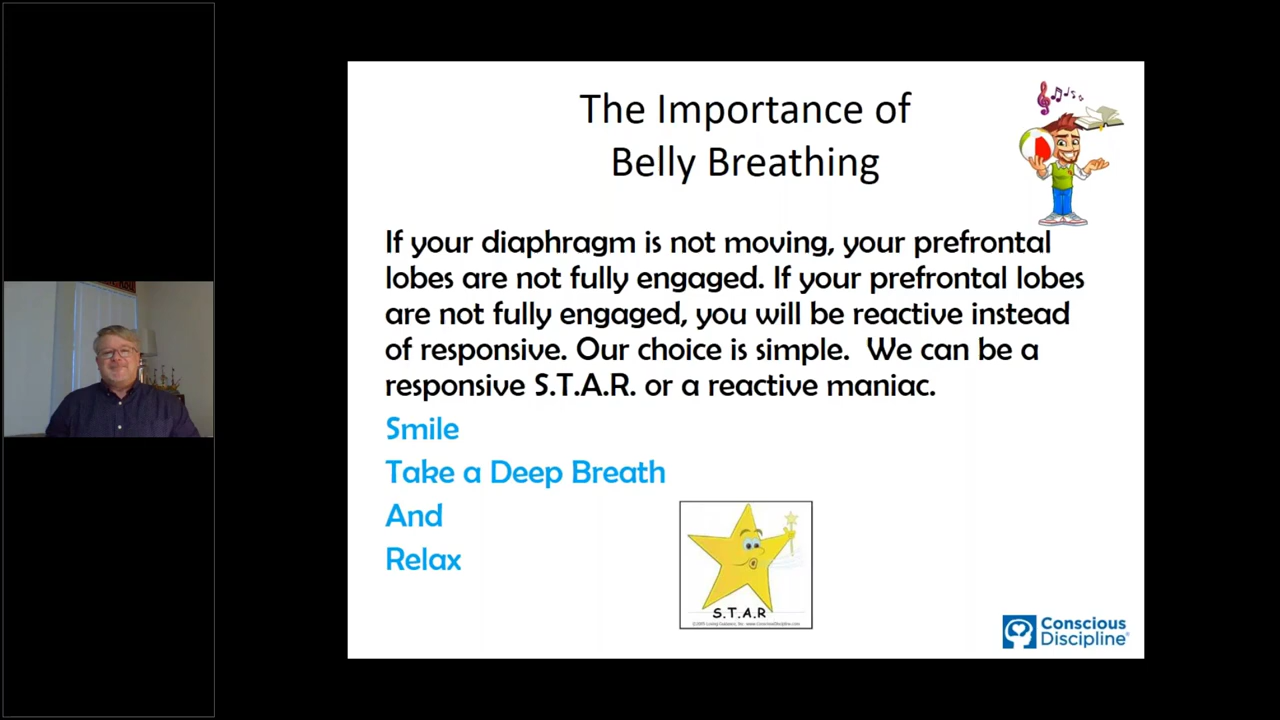 The Importance of
Belly Breathing
If your diaphragm is not moving, your prefrontal
lobes are not fully engaged. If your prefrontal lobes
are not fully engaged, you will be reactive instead
of responsive. Our choice is simple.  We can be a
responsive S.T.A.R. or a reactive maniac.
Smile
Take a Deep Breath
And
Relax
S.T.A.R
Conscious
Discipline®